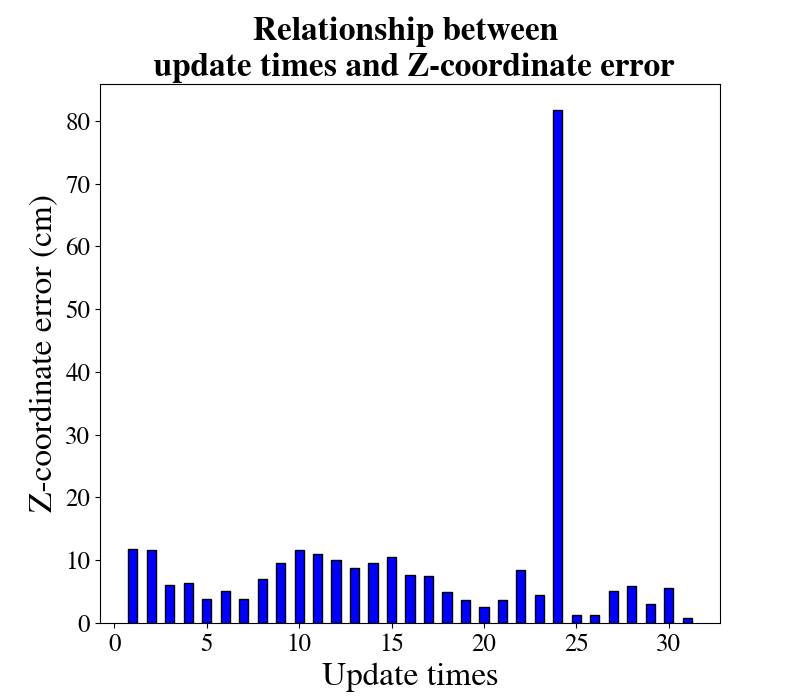 Relationship between
update times and Z-coordinate error
80
70
60
50
40
30
20
10
0
Z-coordinate error (cm)
0 5 10 15 20 25 30
Update times